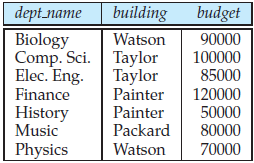 dept_name building budget
Biology Watson 90000
Comp. Sci. Taylor 100000
Elec. Eng. Taylor 85000
Finance Painter 120000
History Painter 50000
Music Packard 80000
Physics Watson 70000